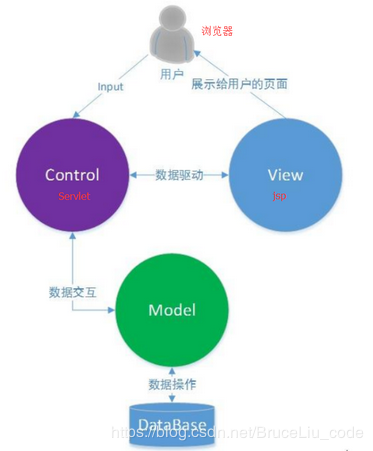 浏览器
用户
Input
展示给用户的页面
Control
Servlet
数据驱动
View
jsp
数据交互
Model
数据操作
DataBase
https://blog.csdn.net/BruceLiu_code